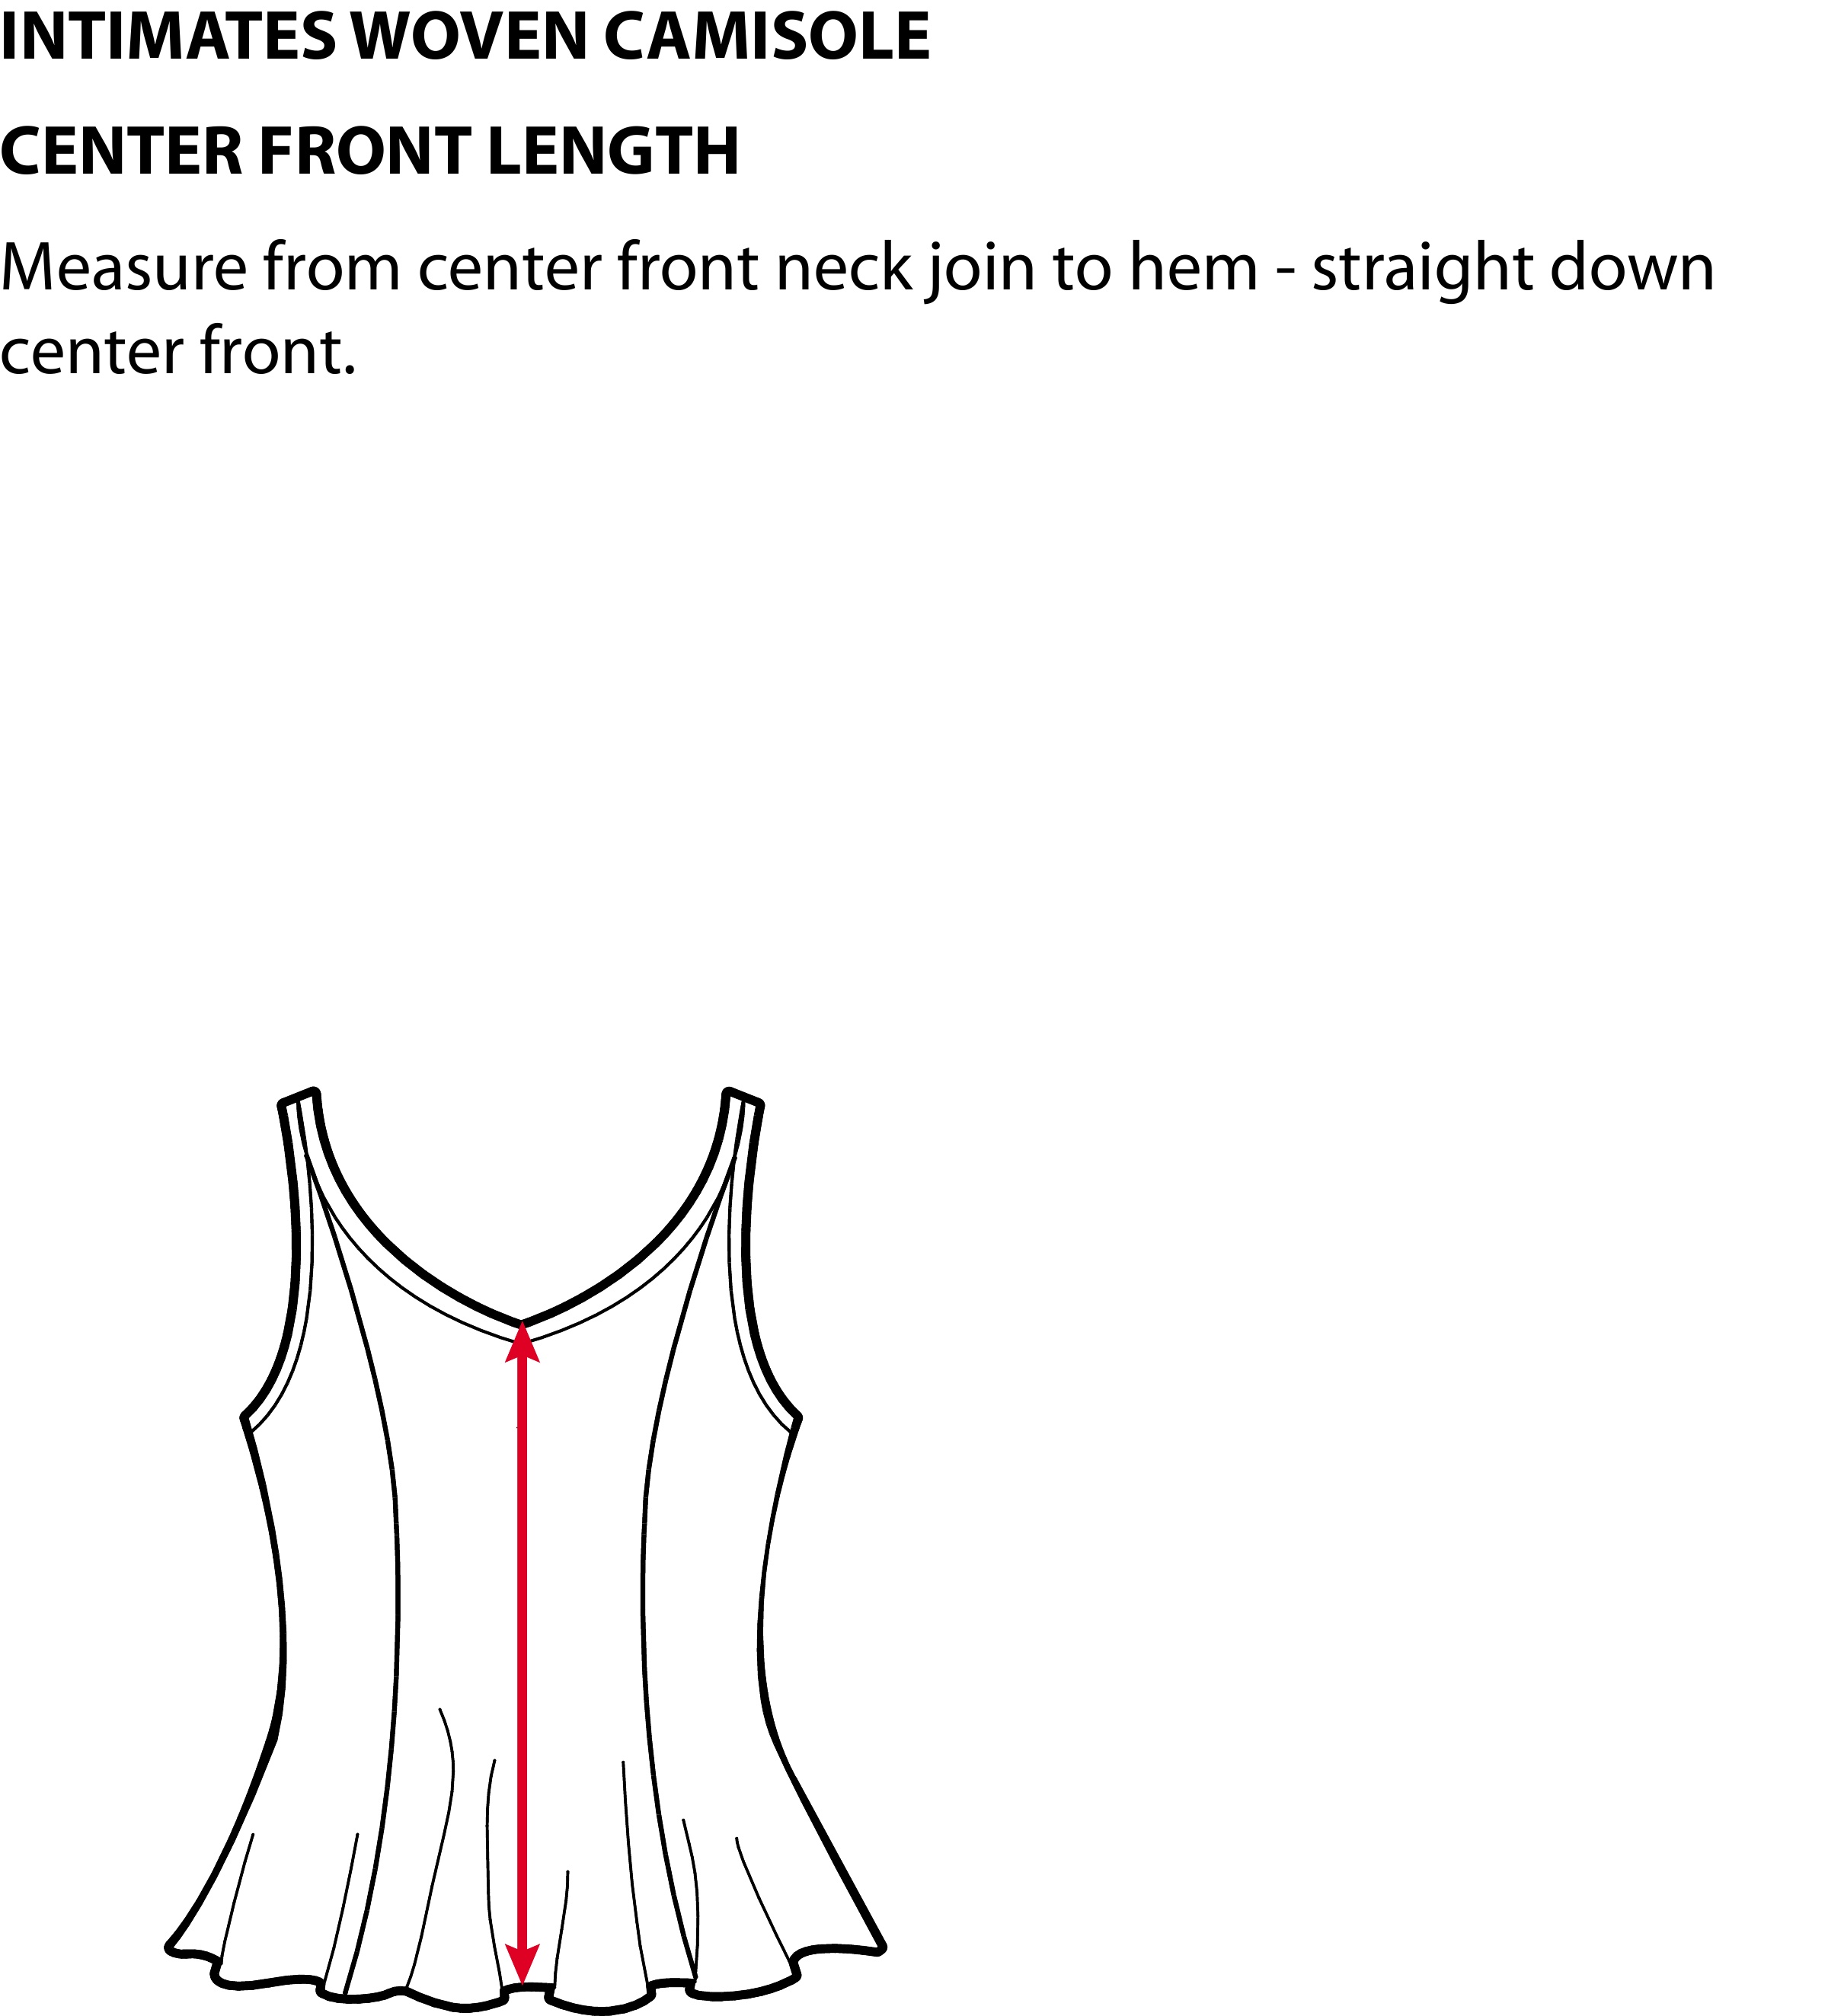 INTIMATES WOVEN CAMISOLE
CENTER FRONT LENGTH
Measure from center front neck join to hem - straight down
center front.